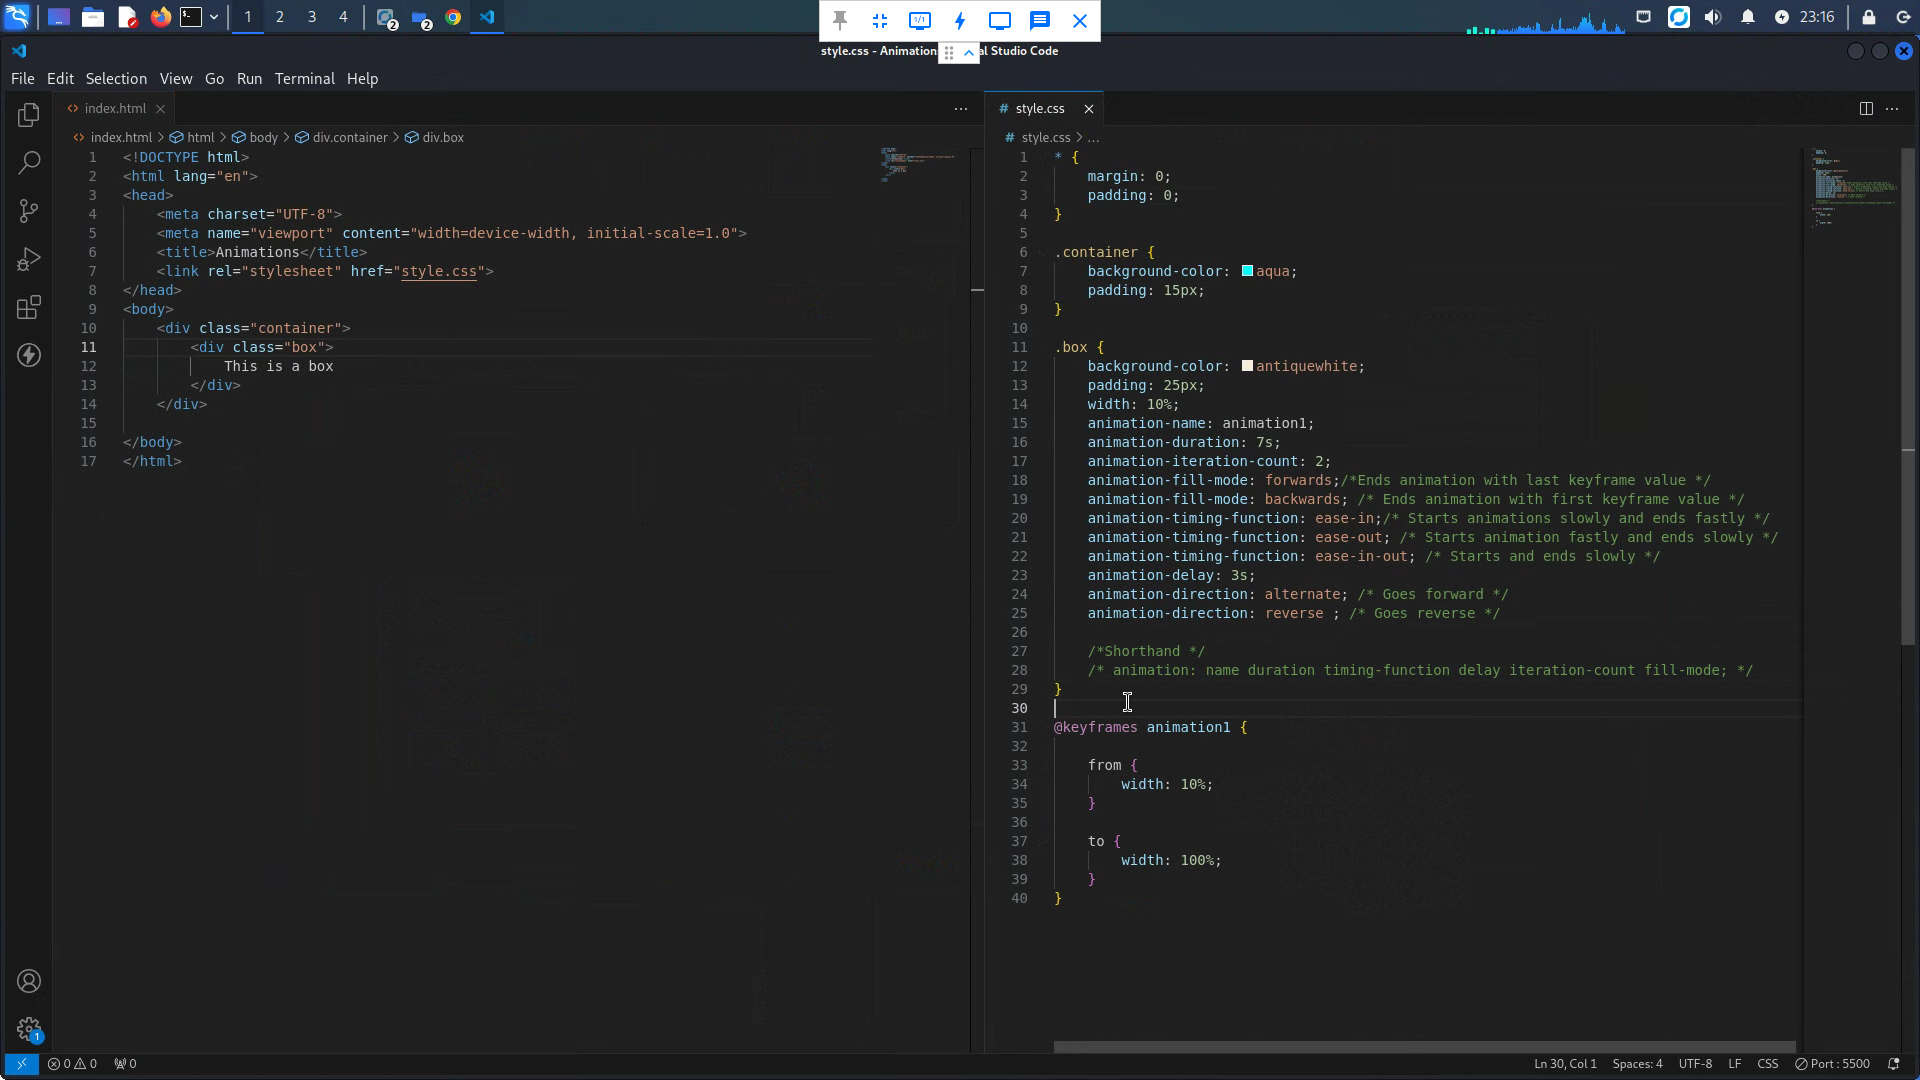 1 2 3 4 2 2 23:16
1/1
style.css - Animation al Studio Code
File Edit Selection View Go Run Terminal Help
index.html
index.html > html > body > div.container > div.box
1 <!DOCTYPE html>
2 <html lang="en">
3 <head>
4 <meta charset="UTF-8">
5 <meta name="viewport" content="width=device-width, initial-scale=1.0">
6 <title>Animations</title>
7 <link rel="stylesheet" href="style.css">
8 </head>
9 <body>
10 <div class="container">
11 <div class="box">
12 This is a box
13 </div>
14 </div>
15
16 </body>
17 </html>
# style.css
# style.css > ...
1 * {
2 margin: 0;
3 padding: 0;
4 }
5
6 .container {
7 background-color: aqua;
8 padding: 15px;
9 }
10
11 .box {
12 background-color: antiquewhite;
13 padding: 25px;
14 width: 10%;
15 animation-name: animation1;
16 animation-duration: 7s;
17 animation-iteration-count: 2;
18 animation-fill-mode: forwards;/*Ends animation with last keyframe value */
19 animation-fill-mode: backwards; /* Ends animation with first keyframe value */
20 animation-timing-function: ease-in;/* Starts animations slowly and ends fastly */
21 animation-timing-function: ease-out; /* Starts animation fastly and ends slowly */
22 animation-timing-function: ease-in-out; /* Starts and ends slowly */
23 animation-delay: 3s;
24 animation-direction: alternate; /* Goes forward */
25 animation-direction: reverse ; /* Goes reverse */
26
27 /*Shorthand */
28 /* animation: name duration timing-function delay iteration-count fill-mode; */
29 }
30
31 @keyframes animation1 {
32
33 from {
34 width: 10%;
35 }
36
37 to {
38 width: 100%;
39 }
40 }
1
0 0 0
Ln 30, Col 1 Spaces: 4 UTF-8 LF CSS Port : 5500